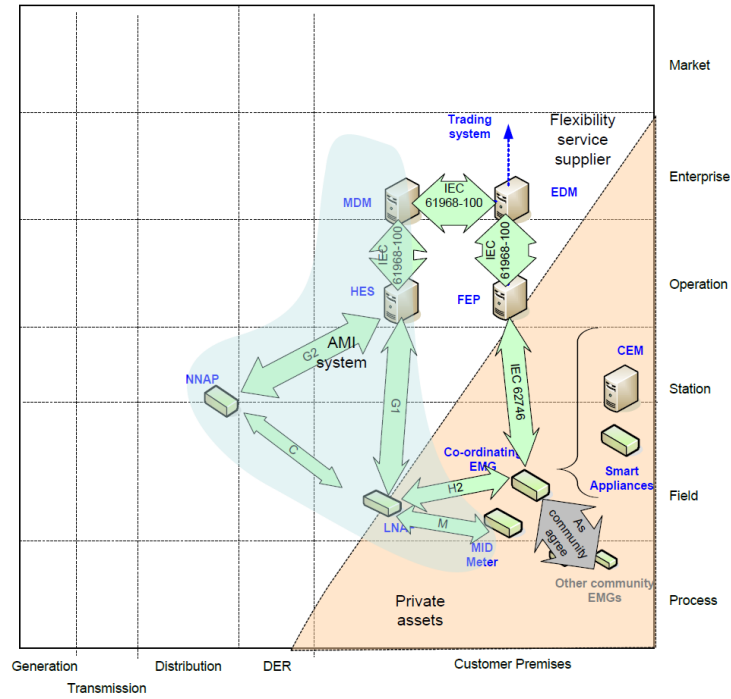 Market
Trading
system
Flexibility
service
supplier
Enterprise
MDM
IEC
61968-100
EDM
IEC
61968-100
IEC
61968-100
HES
FEP
Operation
G2
AMI
system
NNAP
G1
IEC 62746
CEM
Station
C
Co-ordinating
EMG
H2
Smart
Appliances
Field
LNA
M
MID
Meter
As
community
agree
Other community
EMGs
Private
assets
Process
Generation
Transmission
Distribution
DER
Customer Premises